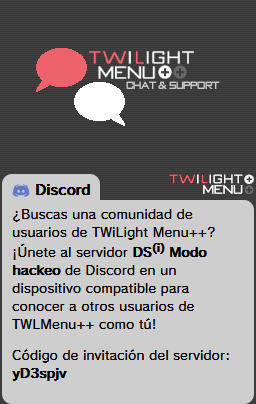 TWiLIGHT
MENU++
CHAT & SUPPORT
TWiLIGHT
MENU++
Discord
¿Buscas una comunidad de
usuarios de TWiLight Menu++?
¡Únete al servidor DS(i) Modo
hackeo de Discord en un
dispositivo compatible para
conocer a otros usuarios de
TWLMenu++ como tú!
Código de invitación del servidor:
yD3spjv